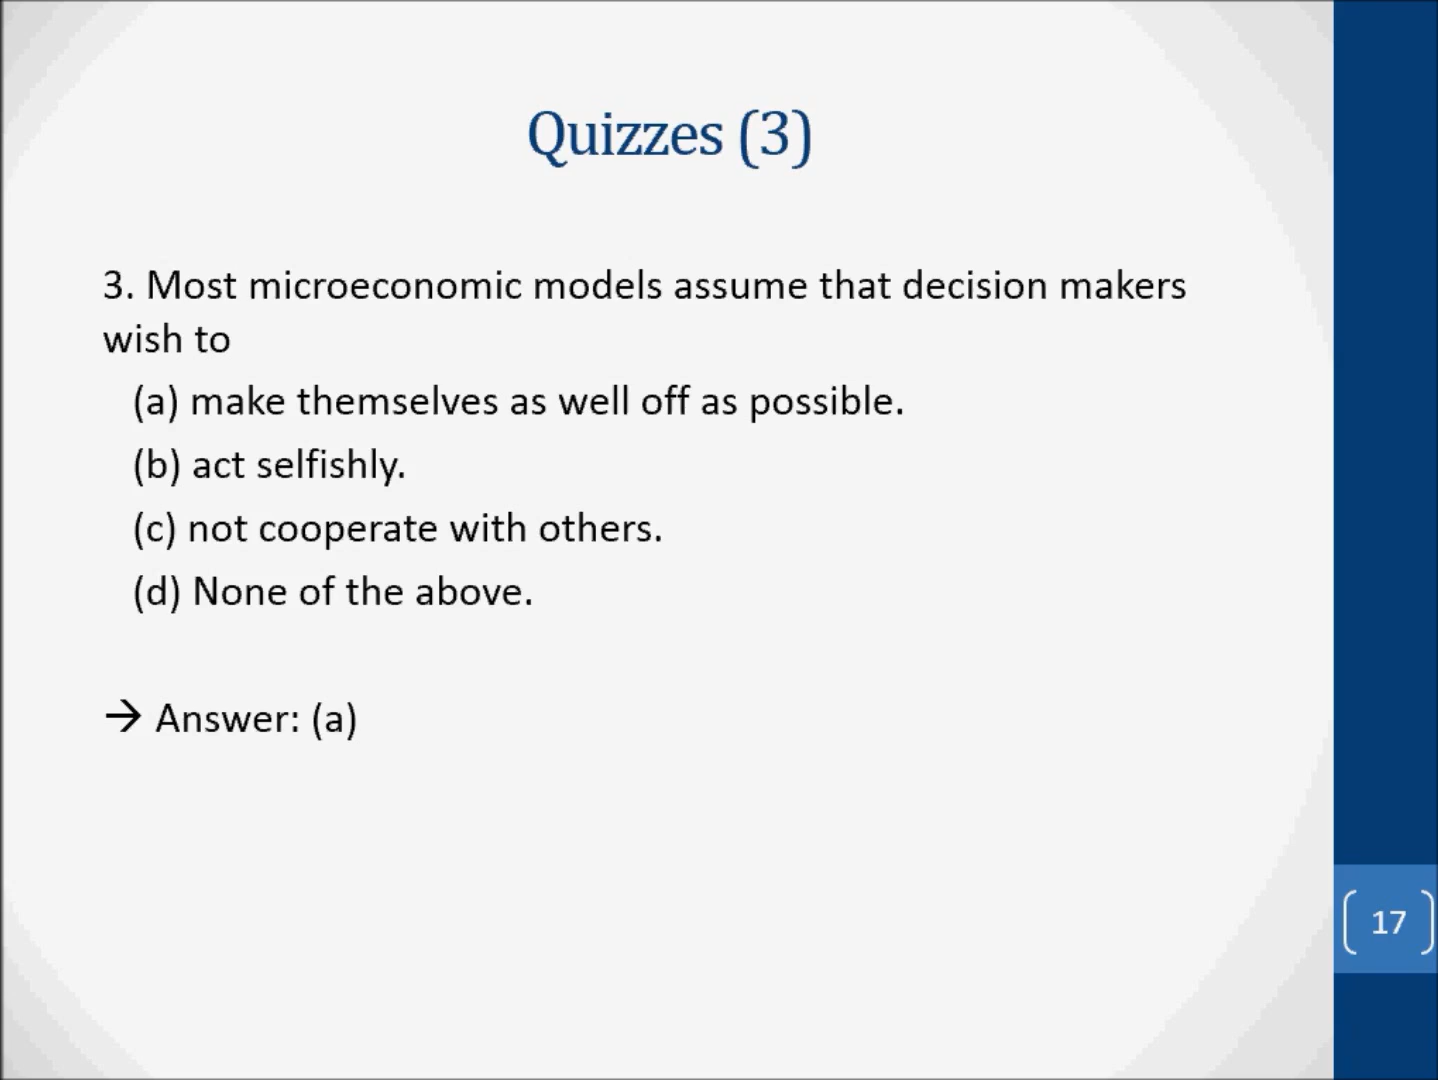 Quizzes (3)
3. Most microeconomic models assume that decision makers
wish to
(a) make themselves as well off as possible.
(b) act selfishly.
(c) not cooperate with others.
(d) None of the above.
→ Answer: (a)
17